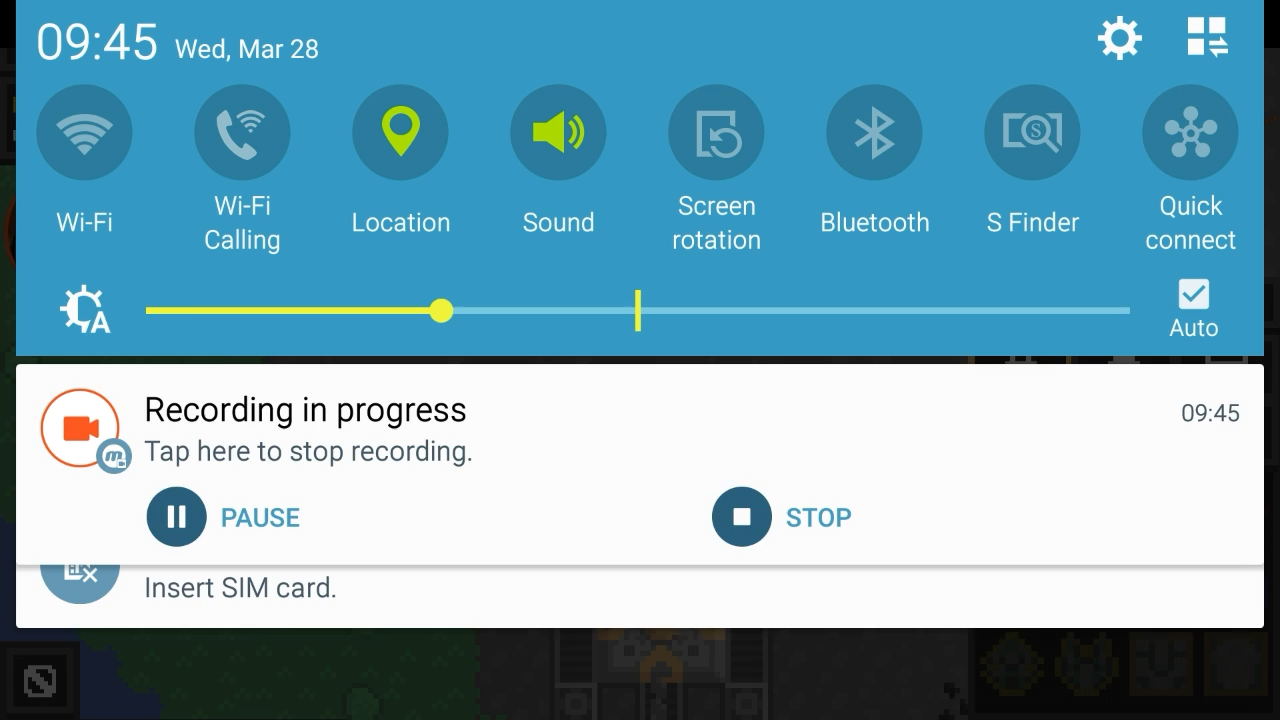 09:45 Wed, Mar 28
Wi-Fi
Wi-Fi
Calling
Location
Sound
Screen
rotation
Bluetooth
S Finder
Quick
connect
A
Auto
Recording in progress
09:45
Tap here to stop recording.
PAUSE
STOP
Insert SIM card.